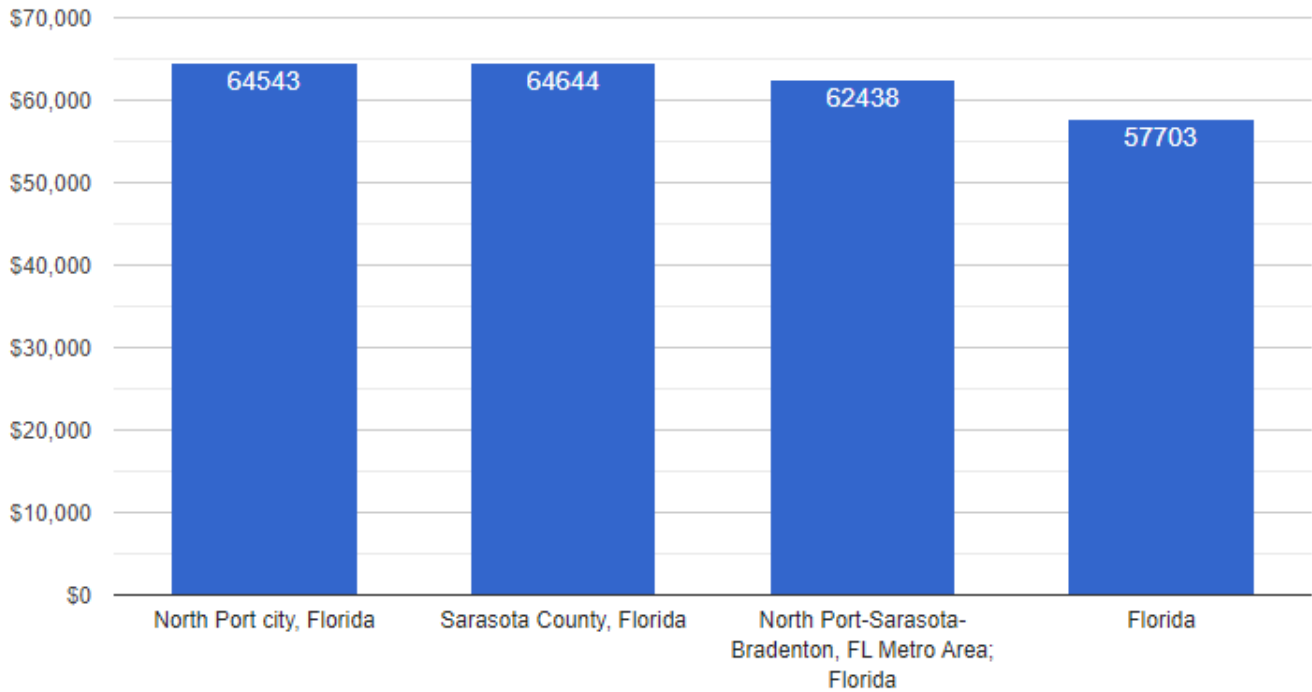 $70,000
64543
64644
62438
57703
$60,000
$50,000
$40,000
$30,000
$20,000
$10,000
$0
North Port city, Florida
Sarasota County, Florida
North Port-Sarasota-
Bradenton, FL Metro Area;
Florida
Florida